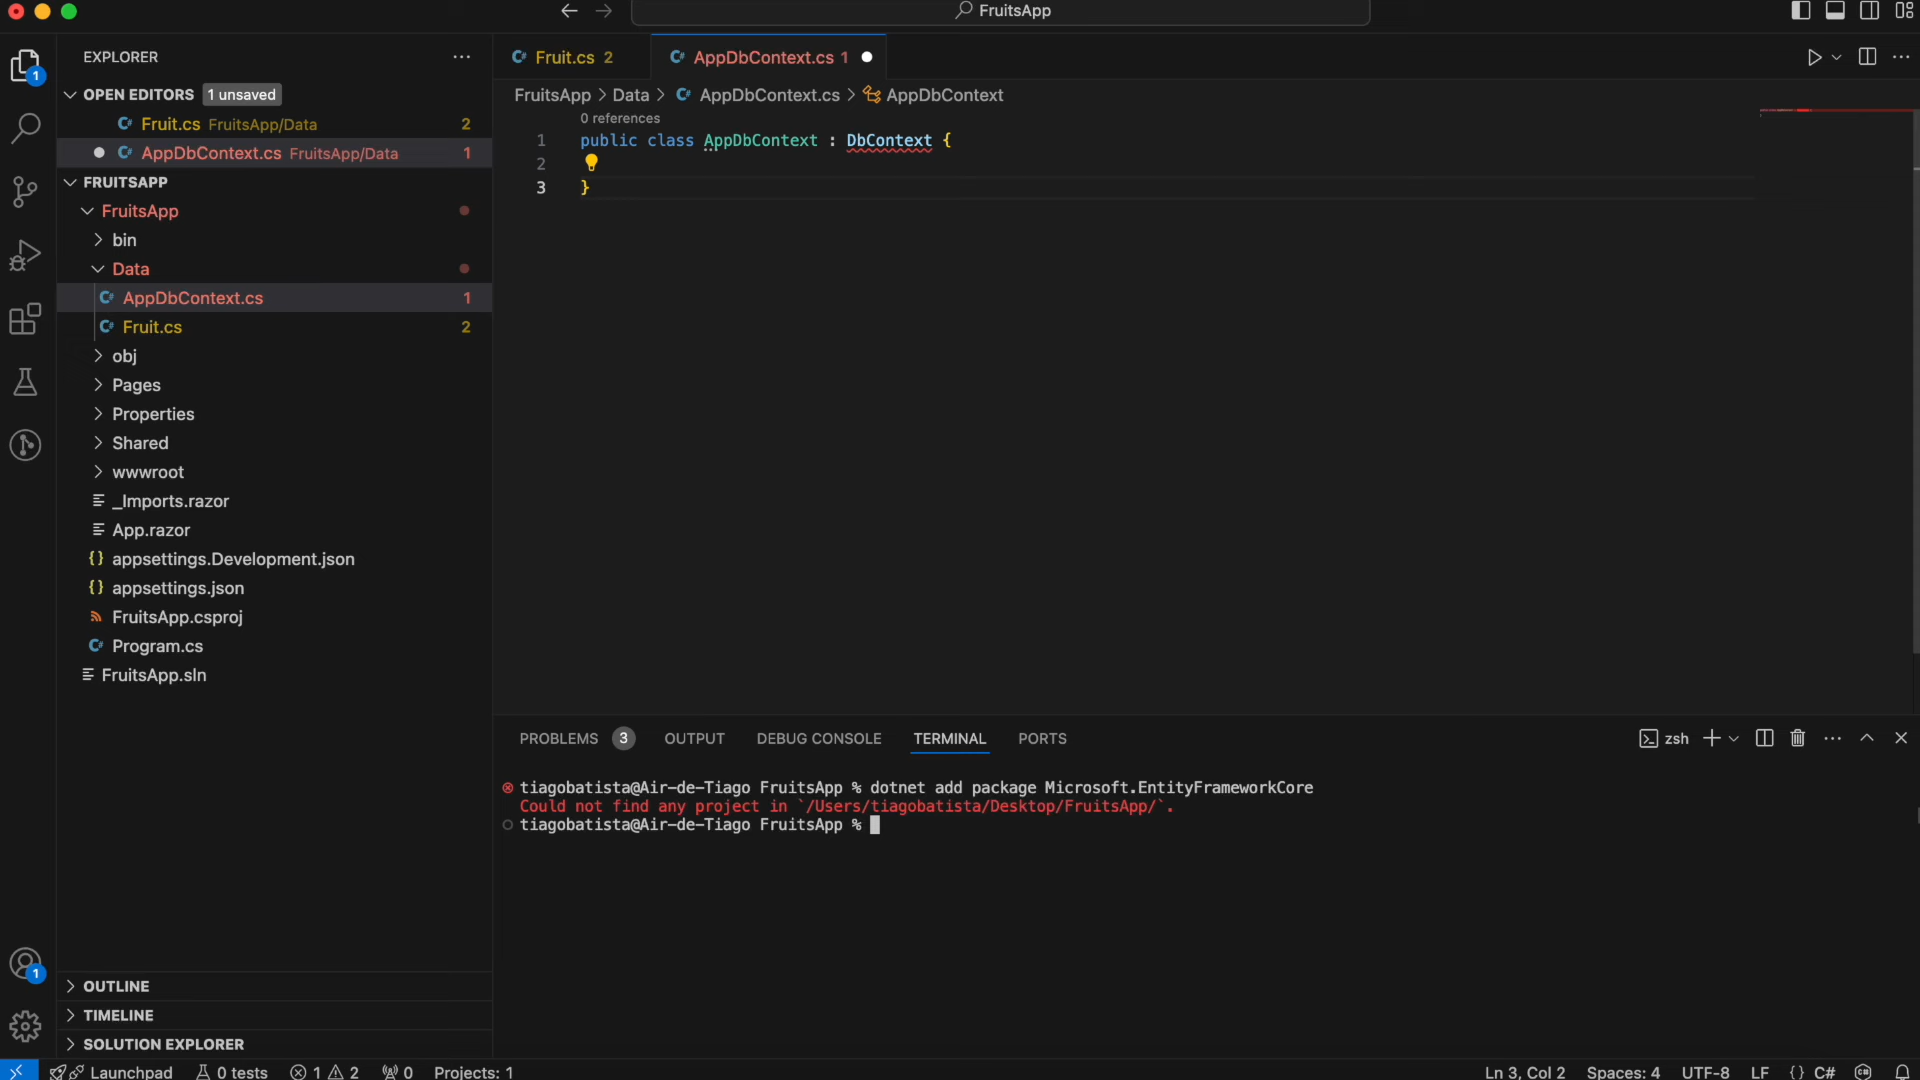 FruitsApp
1
EXPLORER
OPEN EDITORS 1 unsaved
Fruit.cs FruitsApp/Data 2
AppDbContext.cs FruitsApp/Data 1
FRUITSAPP
FruitsApp
bin
Data
AppDbContext.cs 1
Fruit.cs 2
obj
Pages
Properties
Shared
wwwroot
_Imports.razor
App.razor
{} appsettings.Development.json
{} appsettings.json
FruitsApp.csproj
C# Program.cs
FruitsApp.sln
OUTLINE
TIMELINE
SOLUTION EXPLORER
1
C# Fruit.cs 2
C# AppDbContext.cs 1
FruitsApp > Data > C# AppDbContext.cs > AppDbContext
0 references
1 public class AppDbContext : DbContext {
2
3 }
PROBLEMS 3 OUTPUT DEBUG CONSOLE TERMINAL PORTS
zsh
tiagobatista@Air-de-Tiago FruitsApp % dotnet add package Microsoft.EntityFrameworkCore
Could not find any project in `/Users/tiagobatista/Desktop/FruitsApp/`.
tiagobatista@Air-de-Tiago FruitsApp %
Launchpad 0 tests 1 2 0 Projects: 1
Ln 3, Col 2 Spaces: 4 UTF-8 LF {} C#